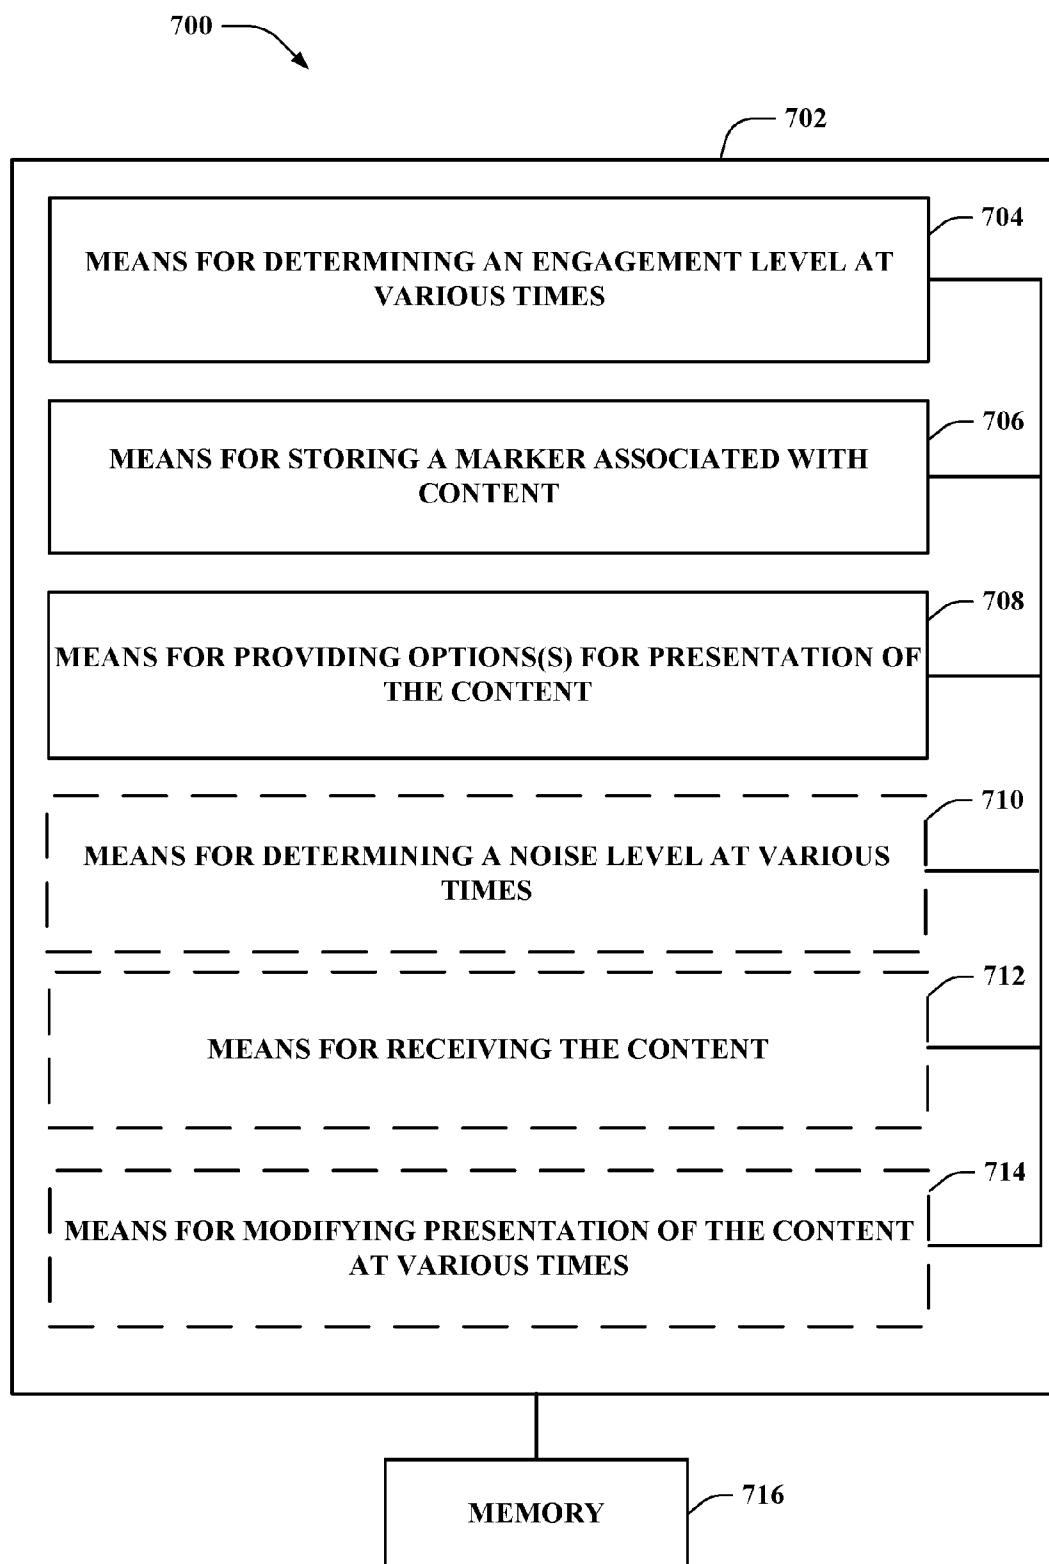 700
702
704
MEANS FOR DETERMINING AN ENGAGEMENT LEVEL AT
VARIOUS TIMES
706
MEANS FOR STORING A MARKER ASSOCIATED WITH
CONTENT
708
MEANS FOR PROVIDING OPTIONS(S) FOR PRESENTATION OF
THE CONTENT
710
MEANS FOR DETERMINING A NOISE LEVEL AT VARIOUS
TIMES
712
MEANS FOR RECEIVING THE CONTENT
714
MEANS FOR MODIFYING PRESENTATION OF THE CONTENT
AT VARIOUS TIMES
716
MEMORY